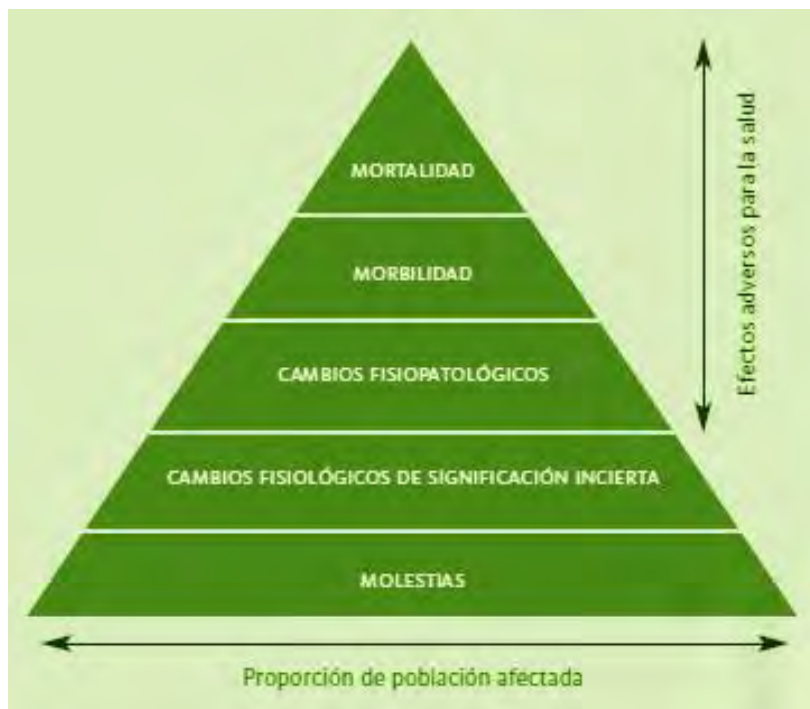 MORTALIDAD
MORBILIDAD
CAMBIOS FISIOPATOLÓGICOS
CAMBIOS FISIOLÓGICOS DE SIGNIFICACIÓN INCIERTA
MOLESTIAS
Efectos adversos para la salud
Proporción de población afectada